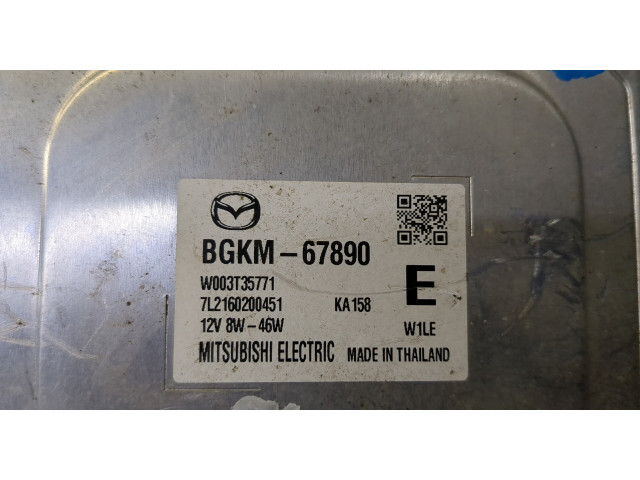 BGKM-67890
W003T35771
7L2160200451 KA158 E
12V 8W-46W W1LE
MITSUBISHI ELECTRIC MADE IN THAILAND